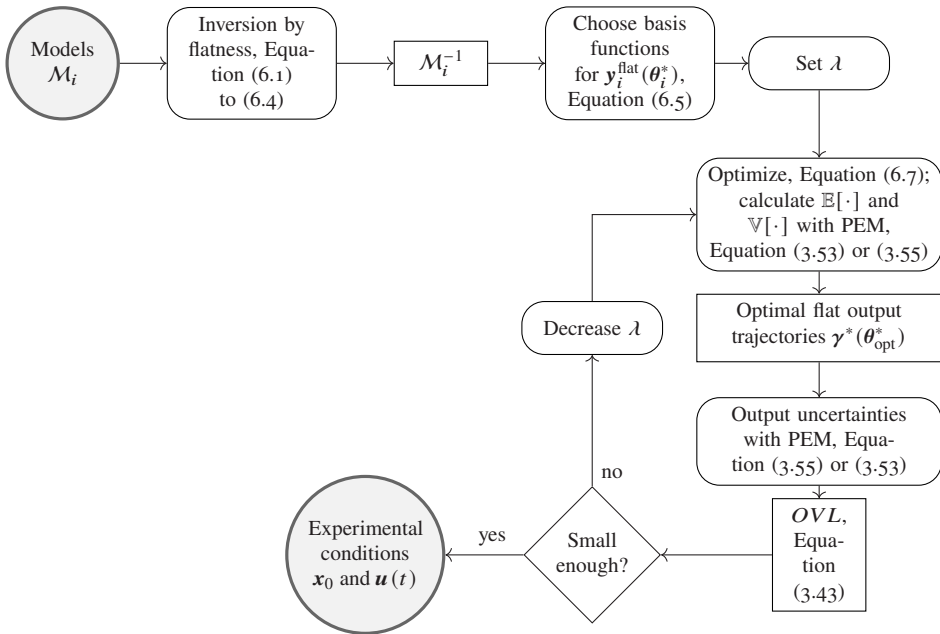 Models
𝓜ᵢ
Inversion by
flatness, Equa-
tion (6.1)
to (6.4)
𝓜ᵢ⁻¹
Choose basis
functions
for 𝒚ᵢ^flat(𝜽ᵢ*),
Equation (6.5)
Set λ
Optimize, Equation (6.7);
calculate 𝔼[·] and
𝕍[·] with PEM,
Equation (3.53) or (3.55)
Decrease λ
Optimal flat output
trajectories 𝜸*(𝜽*_opt)
Output uncertainties
with PEM, Equa-
tion (3.55) or (3.53)
no
Experimental
conditions
𝒙₀ and 𝒖(t)
yes
Small
enough?
OVL,
Equa-
tion
(3.43)